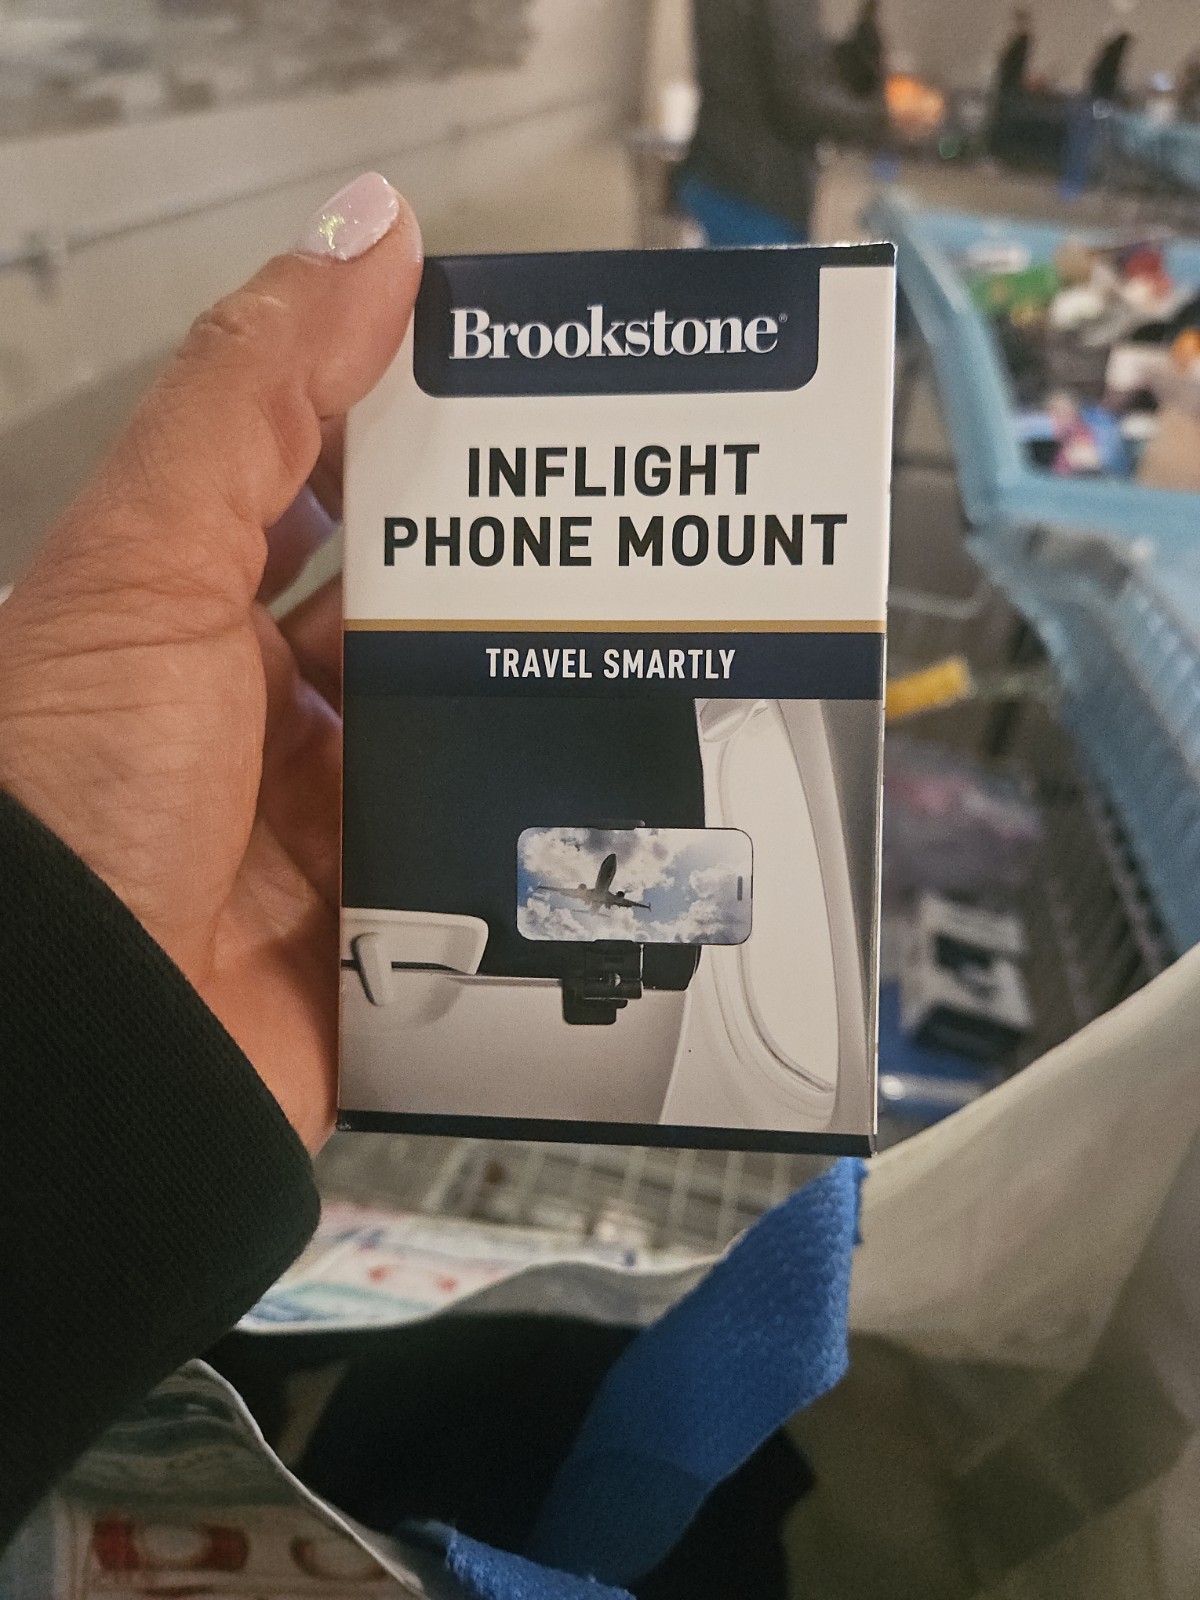 Brookstone®
INFLIGHT
PHONE MOUNT
TRAVEL SMARTLY